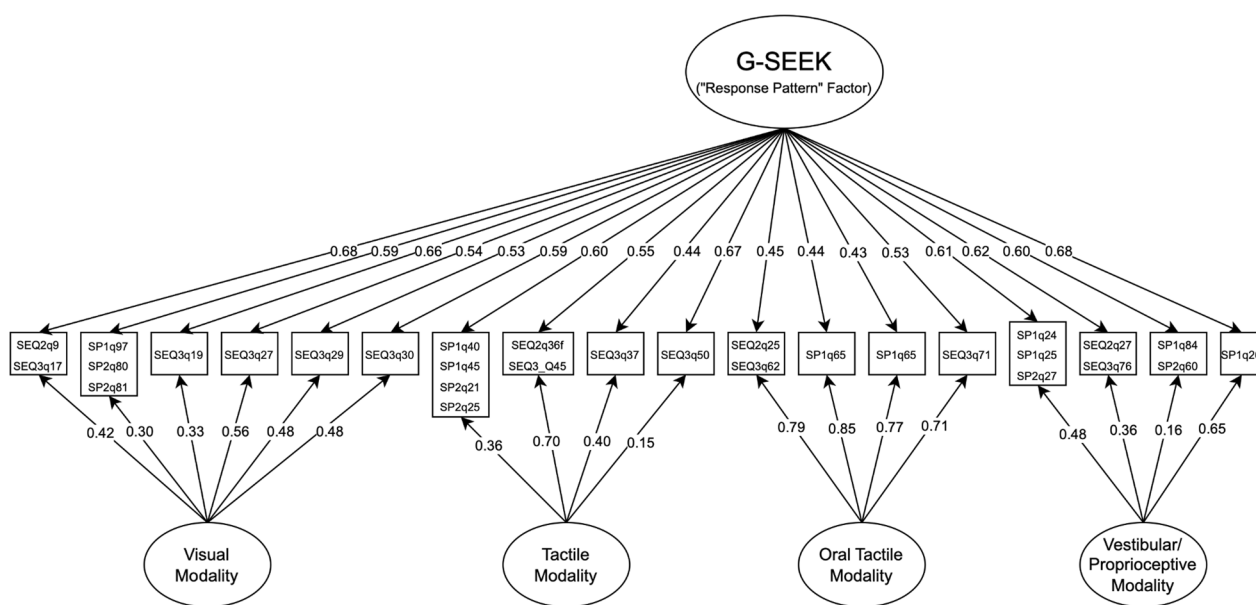 G-SEEK
("Response Pattern" Factor)
0.68 0.59 0.66 0.54 0.53 0.59 0.60 0.55 0.44 0.67 0.45 0.44 0.43 0.53 0.61 0.62 0.60 0.68
SEQ2q9
SEQ3q17
SP1q97
SP2q80
SP2q81
SEQ3q19
SEQ3q27
SEQ3q29
SEQ3q30
SP1q40
SP1q45
SP2q21
SP2q25
SEQ2q36f
SEQ3_Q45
SEQ3q37
SEQ3q50
SEQ2q25
SEQ3q62
SP1q65
SP1q65
SEQ3q71
SP1q24
SP1q25
SP2q27
SEQ2q27
SEQ3q76
SP1q84
SP2q60
0.42 0.30 0.33 0.56 0.48 0.48
0.36 0.70 0.40 0.15
0.79 0.85 0.77 0.71
0.48 0.36 0.16 0.65
Visual
Modality
Tactile
Modality
Oral Tactile
Modality
Vestibular/
Proprioceptive
Modality